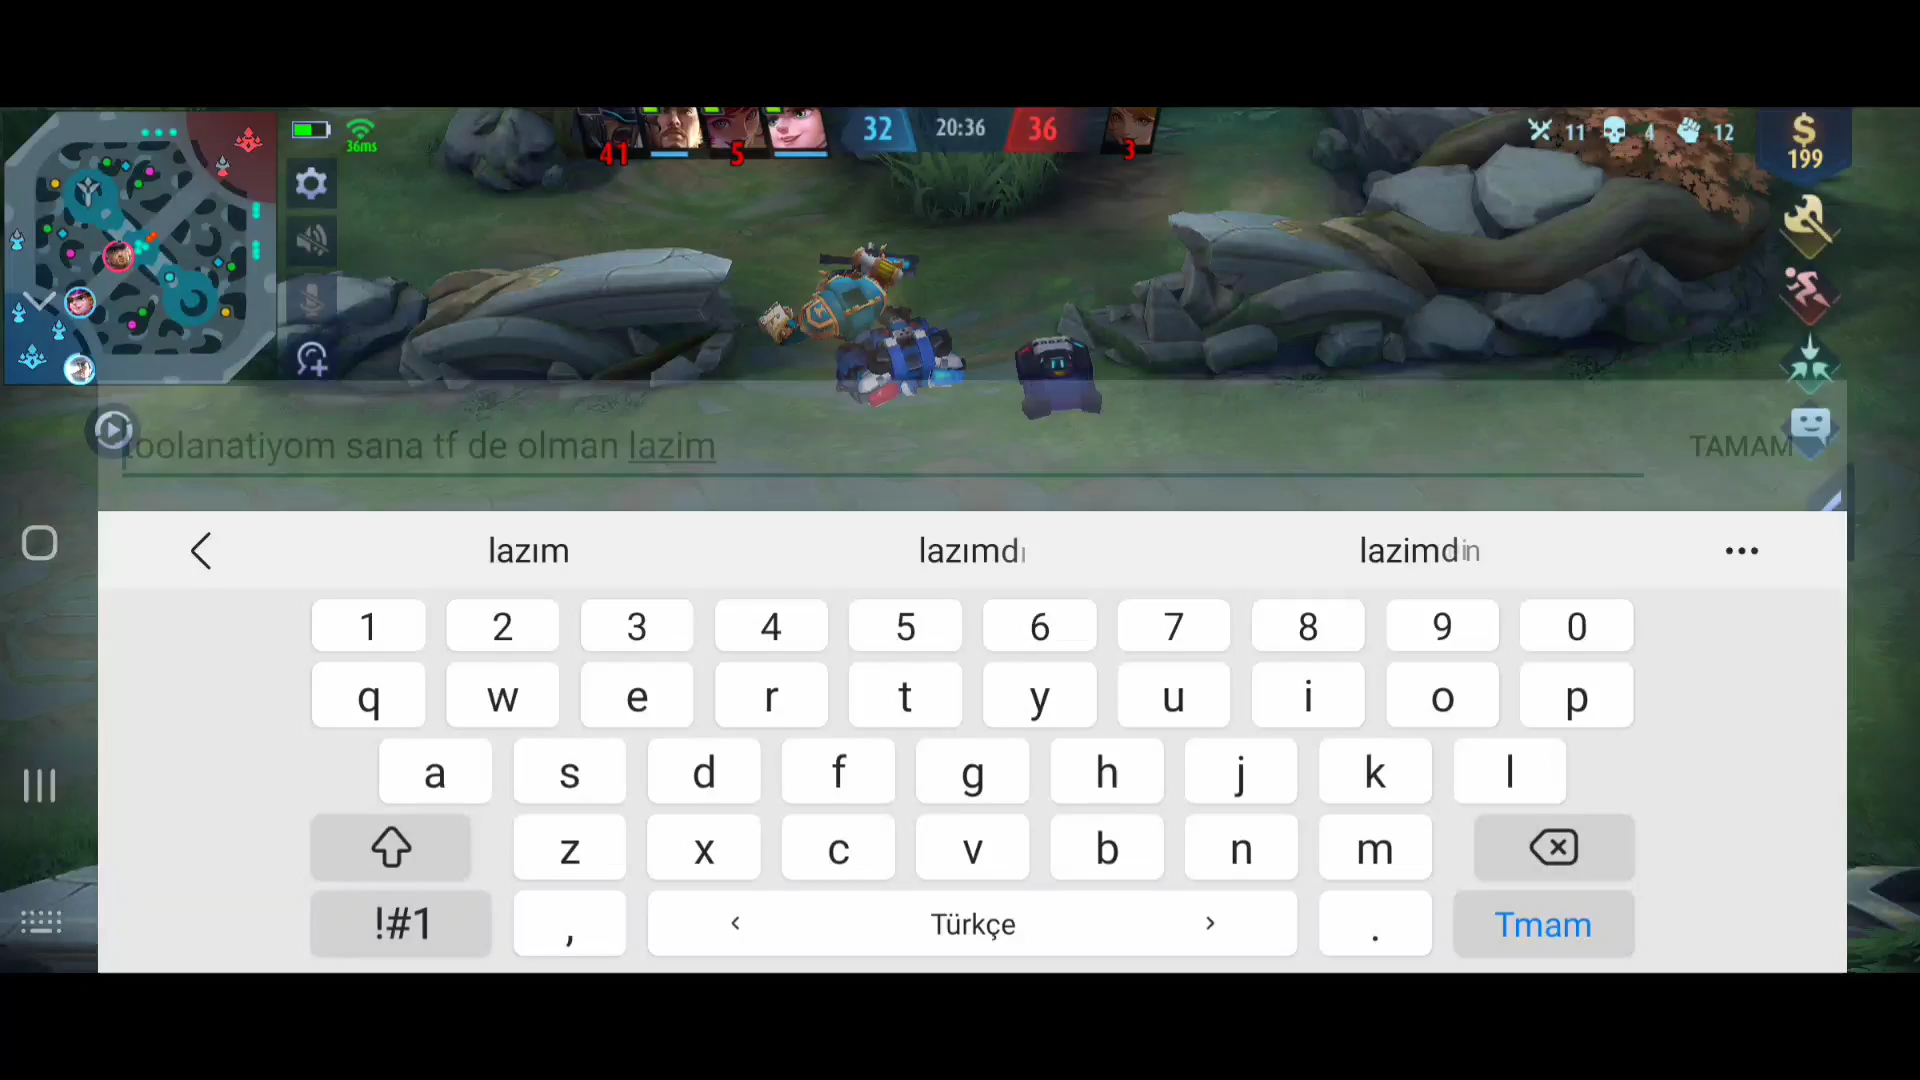 32 20:36 36
11 4 12
$
199
36ms
41 5 3
toolanatiyom sana tf de olman lazim
TAMAM
lazım lazımdı lazimdin
1 2 3 4 5 6 7 8 9 0
q w e r t y u i o p
a s d f g h j k l
z x c v b n m
!#1 , < Türkçe > . Tmam